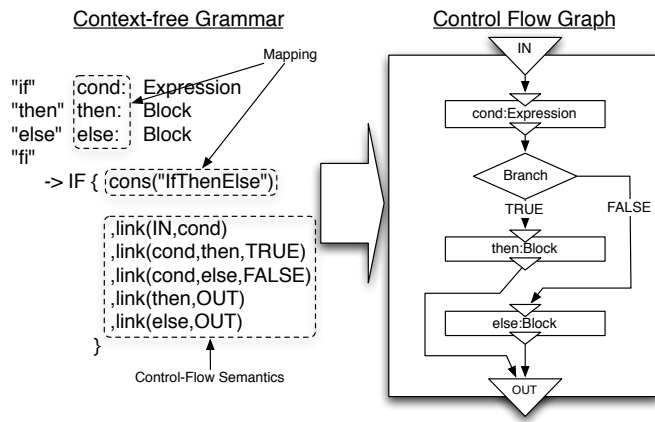 Context-free Grammar
Mapping
"if" cond: Expression
"then" then: Block
"else" else: Block
"fi"
-> IF { cons("IfThenElse")
,link(IN,cond)
,link(cond,then,TRUE)
,link(cond,else,FALSE)
,link(then,OUT)
,link(else,OUT)
}
Control-Flow Semantics
Control Flow Graph
IN
cond:Expression
Branch
TRUE
FALSE
then:Block
else:Block
OUT